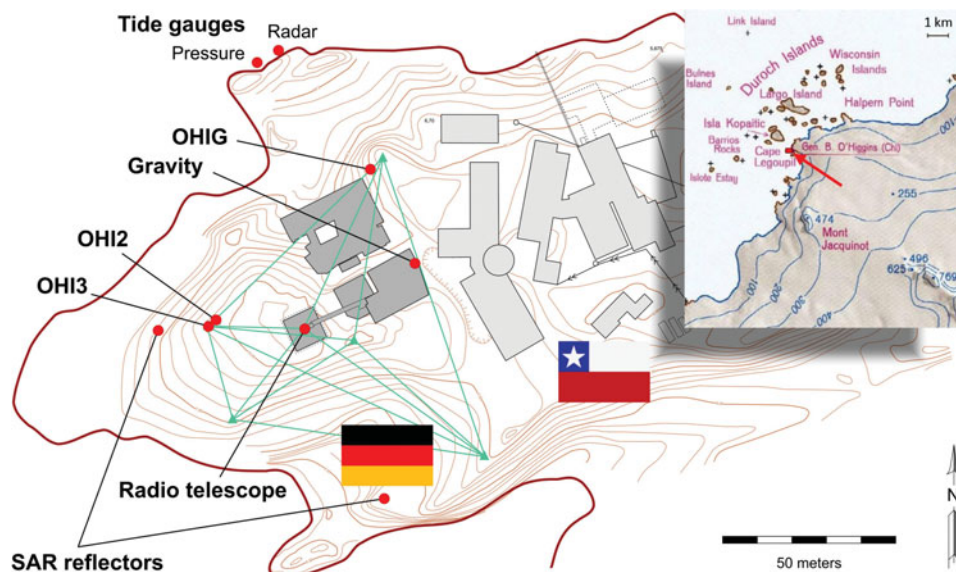 Tide gauges
Radar
Pressure
OHIG
Gravity
OHI2
OHI3
Radio telescope
SAR reflectors
50 meters
N
1 km
Link Island
Duroch Islands
Wisconsin
Islands
Bulnes
Island
Largo Island
Halpern Point
Isla Kopaitic
Barrios
Rocks
Cape
Legoupil
Gen. B. O'Higgins (Chi)
Islote Estay
255
474
Mont
Jacquinot
496
625
769
100
100
200
300
400